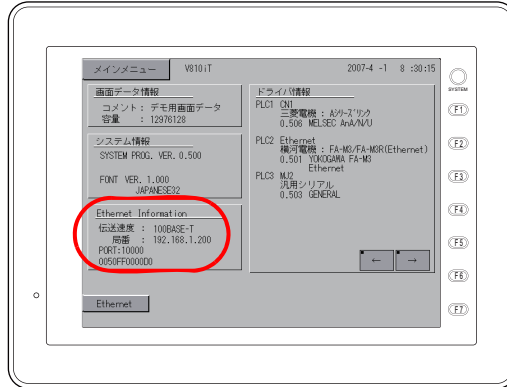 メインメニュー V810iT 2007-4 -1 8 :30:15
画面データ情報
コメント : デモ用画面データ
容量 : 12976128
システム情報
SYSTEM PROG. VER. 0.500
FONT VER. 1.000
JAPANESE32
Ethernet Information
伝送速度 : 100BASE-T
局番 : 192.168.1.200
PORT:10000
0050FF0000D0
Ethernet
ドライバ情報
PLC1 CN1
三菱電機 : Aシリーズリンク
0.506 MELSEC AnA/N/U
PLC2 Ethernet
横河電機 : FA-M3/FA-M3R(Ethernet)
0.501 YOKOGAWA FA-M3
Ethernet
PLC3 MJ2
汎用シリアル
0.503 GENERAL
← →
SYSTEM
F1
F2
F3
F4
F5
F6
F7